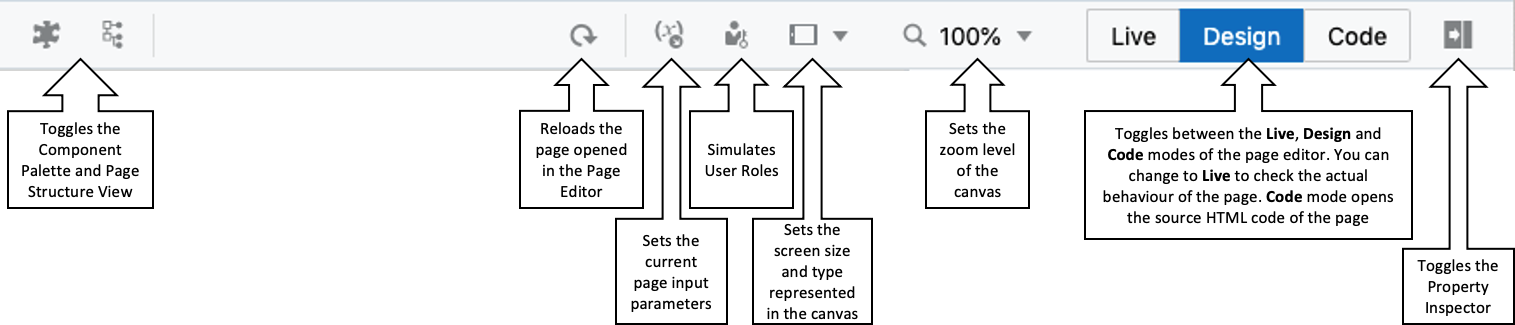 100%
Live
Design
Code
Toggles the
Component
Palette and Page
Structure View
Reloads the
page opened
in the Page
Editor
Sets the
current
page input
parameters
Simulates
User Roles
Sets the
screen size
and type
represented
in the canvas
Sets the
zoom level
of the
canvas
Toggles between the Live, Design and
Code modes of the page editor. You can
change to Live to check the actual
behaviour of the page. Code mode opens
the source HTML code of the page
Toggles the
Property
Inspector